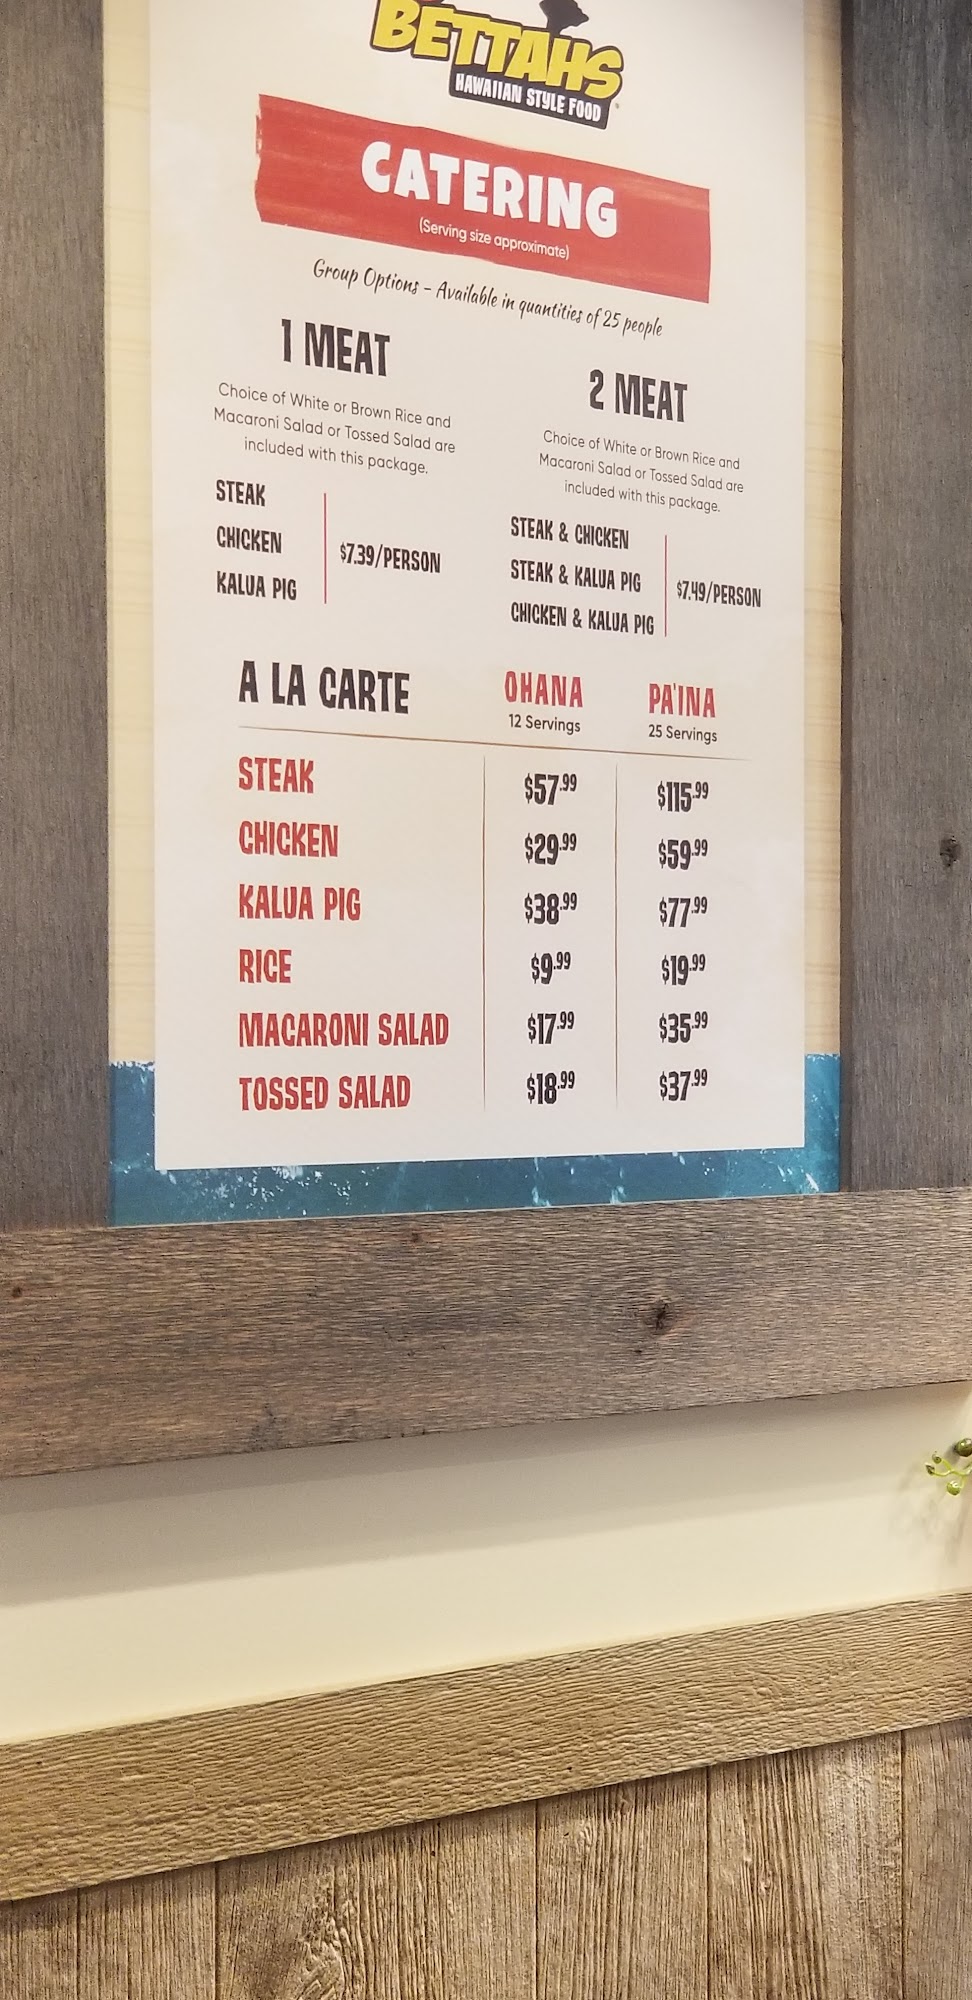 BETTAHS
HAWAIIAN STYLE FOOD
CATERING
(Serving size approximate)
Group Options - Available in quantities of 25 people
1 MEAT
Choice of White or Brown Rice and
Macaroni Salad or Tossed Salad are
included with this package.
STEAK
CHICKEN
KALUA PIG
$7.39/PERSON
2 MEAT
Choice of White or Brown Rice and
Macaroni Salad or Tossed Salad are
included with this package.
STEAK & CHICKEN
STEAK & KALUA PIG
CHICKEN & KALUA PIG
$7.49/PERSON
A LA CARTE OHANA PA'INA
12 Servings 25 Servings
STEAK $57.99 $115.99
CHICKEN $29.99 $59.99
KALUA PIG $38.99 $77.99
RICE $9.99 $19.99
MACARONI SALAD $17.99 $35.99
TOSSED SALAD $18.99 $37.99